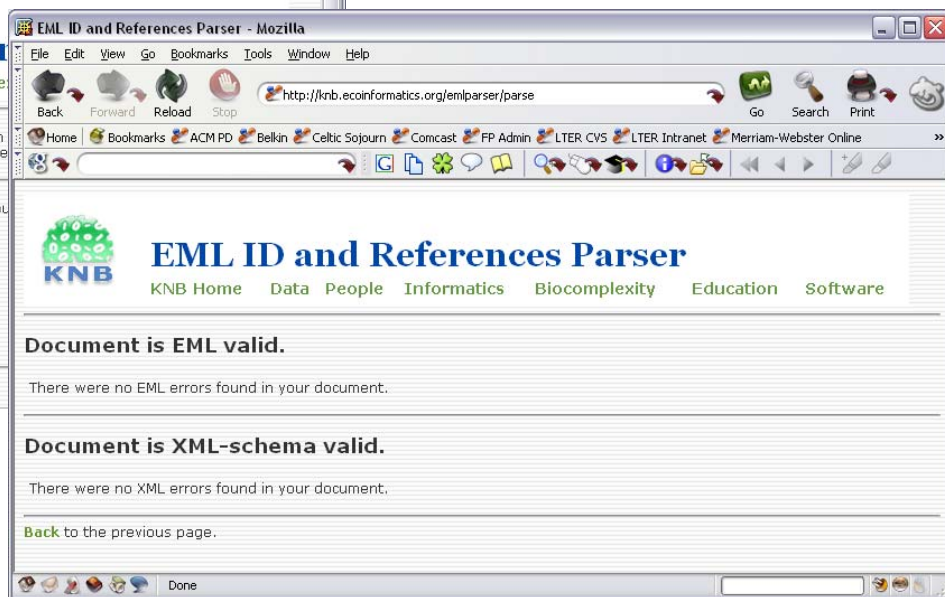 EML ID and References Parser - Mozilla
File Edit View Go Bookmarks Tools Window Help
http://knb.ecoinformatics.org/emlparser/parse
Back Forward Reload Stop Go Search Print
Home Bookmarks ACM PD Belkin Celtic Sojourn Comcast FP Admin LTER CVS LTER Intranet Merriam-Webster Online »
G
KNB
EML ID and References Parser
KNB Home Data People Informatics Biocomplexity Education Software
Document is EML valid.
There were no EML errors found in your document.
Document is XML-schema valid.
There were no XML errors found in your document.
Back to the previous page.
Done